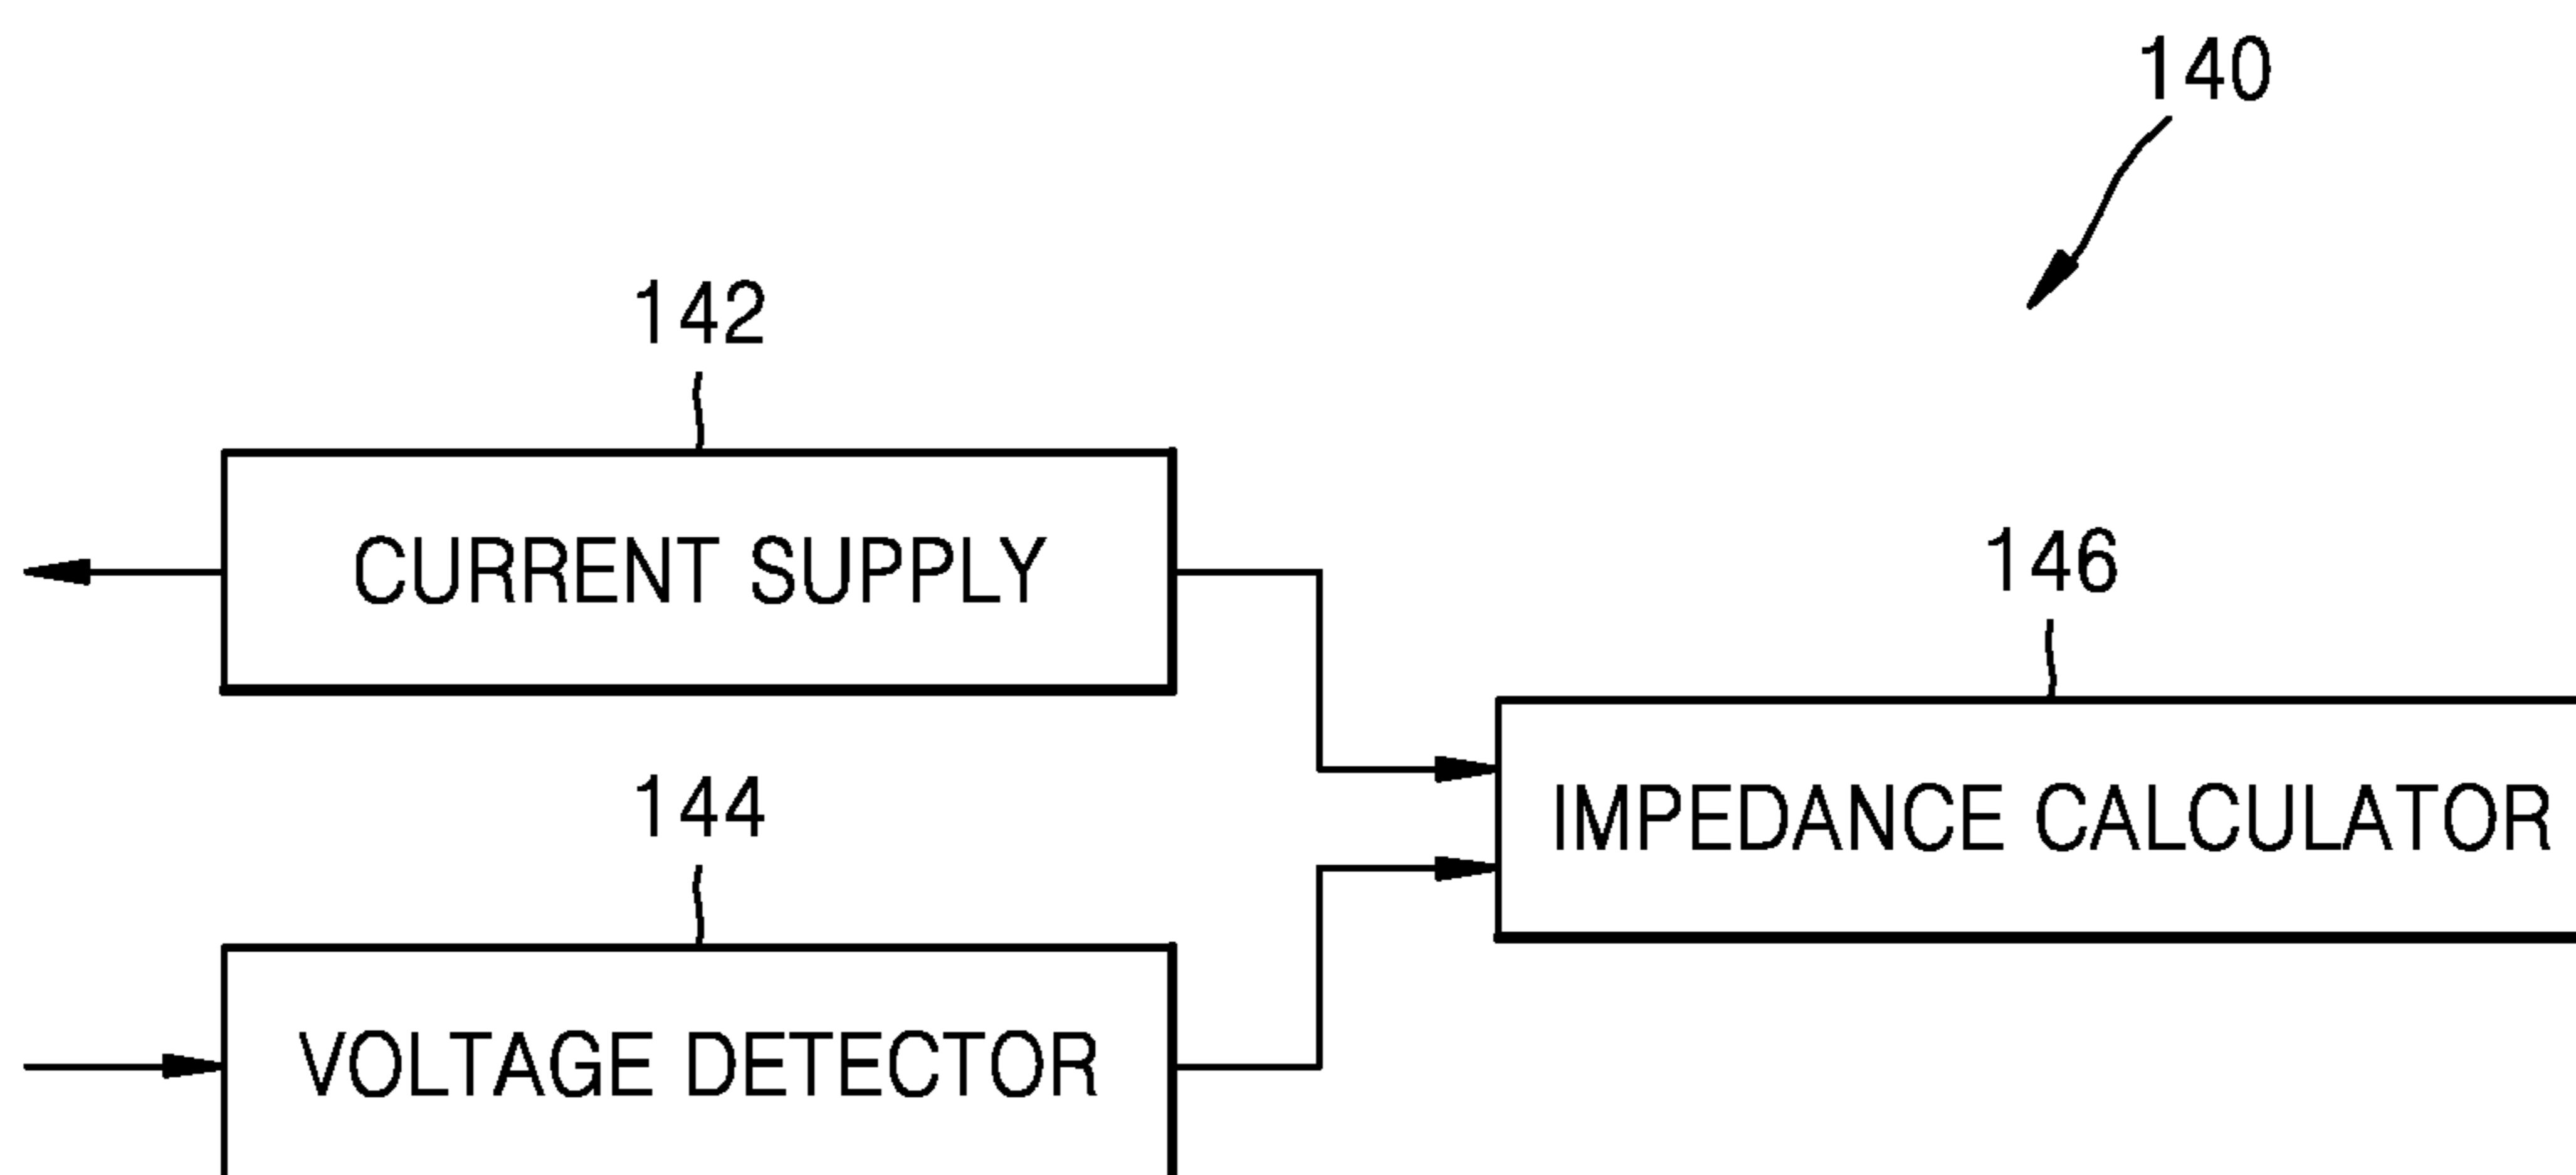 140
142
CURRENT SUPPLY
146
IMPEDANCE CALCULATOR
144
VOLTAGE DETECTOR